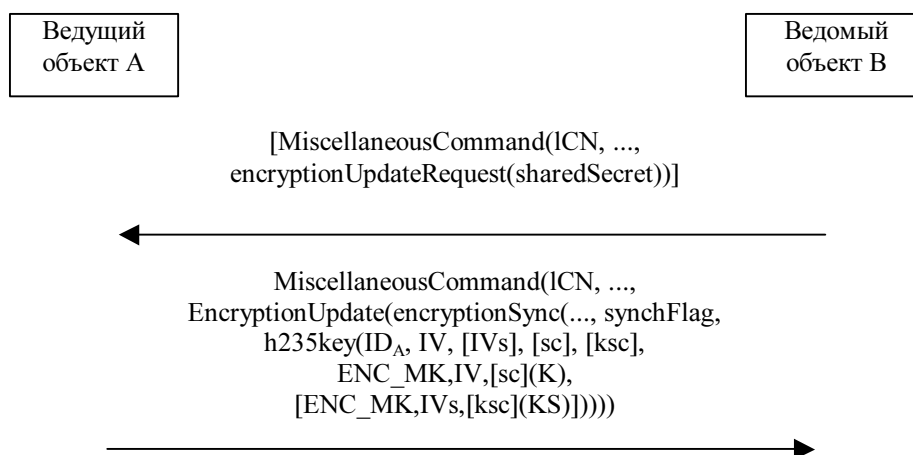 Ведущий
объект A
Ведомый
объект B
[MiscellaneousCommand(lCN, ...,
encryptionUpdateRequest(sharedSecret))]
MiscellaneousCommand(lCN, ...,
EncryptionUpdate(encryptionSync(..., synchFlag,
h235key(IDA, IV, [IVs], [sc], [ksc],
ENC_MK,IV,[sc](K),
[ENC_MK,IVs,[ksc](KS)]))))